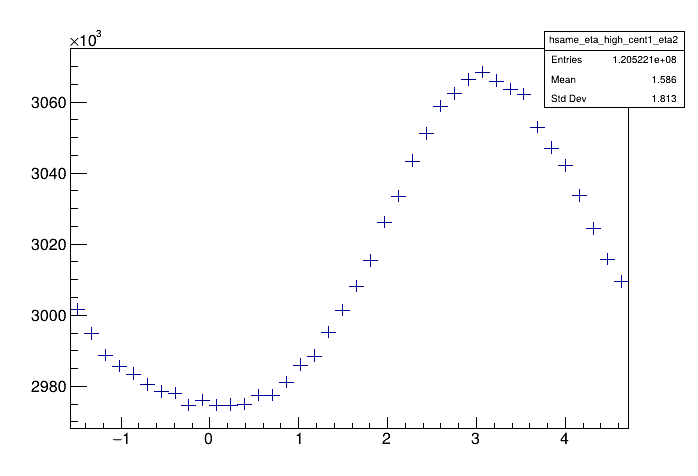 ×10³
hsame_eta_high_cent1_eta2
Entries 1.205221e+08
Mean 1.586
Std Dev 1.813
3060
3040
3020
3000
2980
−1 0 1 2 3 4